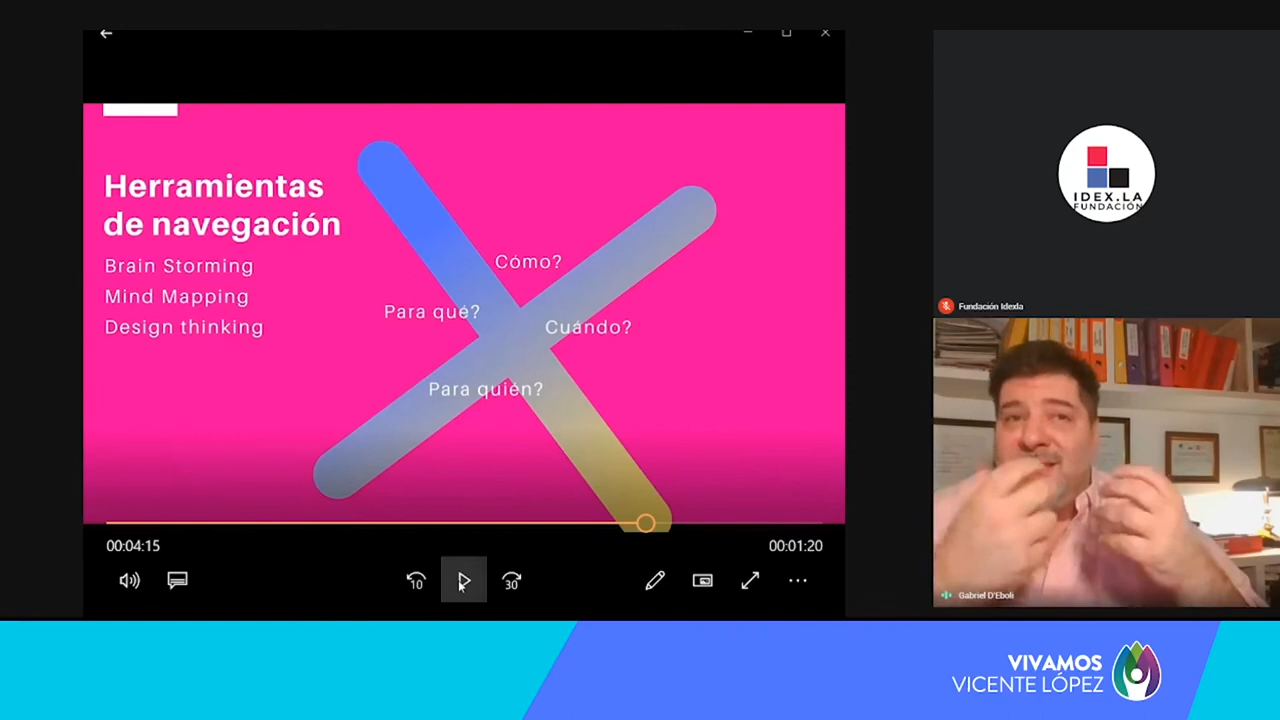 Herramientas
de navegación
Brain Storming
Mind Mapping
Design thinking
Cómo?
Para qué?
Cuándo?
Para quién?
00:04:15
00:01:20
10
30
IDEX.LA
FUNDACIÓN
Fundación Idexla
Gabriel D'Eboli
VIVAMOS
VICENTE LÓPEZ